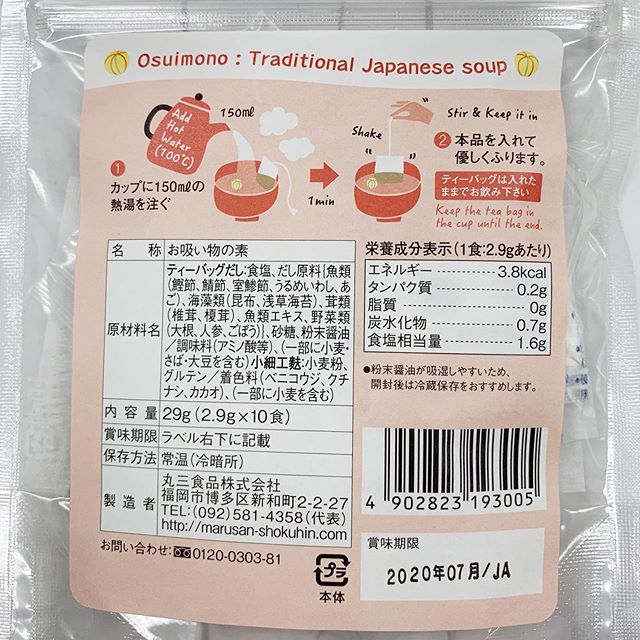 Osuimono : Traditional Japanese soup
Add
Hot
Water
(100℃)
150ml
1
カップに150mlの
熱湯を注ぐ
1min
Shake
Stir & Keep it in
2 本品を入れて
優しくふります。
ティーバッグは入れた
ままでお飲み下さい
Keep the tea bag in
the cup until the end.
名 称 お吸い物の素
原材料名
ティーバッグだし:食塩、だし原料{魚類
(鰹節、鯖節、室鯵節、うるめいわし、あ
ご)、海藻類(昆布、浅草海苔)、茸類
(椎茸、榎茸)、魚類エキス、野菜類
(大根、人参、ごぼう)}、砂糖、粉末醤油
/調味料(アミノ酸等)、(一部に小麦・
さば・大豆を含む)小細工麩:小麦粉、
グルテン/着色料(ベニコウジ、クチ
ナシ、カカオ)、(一部に小麦を含む)
内 容 量 29g(2.9g×10食)
賞味期限 ラベル右下に記載
保存方法 常温(冷暗所)
製 造 者
丸三食品株式会社
福岡市博多区新和町2-2-27
TEL(092)581-4358(代表)
http://marusan-shokuhin.com
お問い合わせ:0120-0303-81
栄養成分表示(1食:2.9gあたり)
エネルギー 3.8kcal
タンパク質 0.2g
脂質 0g
炭水化物 0.7g
食塩相当量 1.6g
●粉末醤油が吸湿しやすいため、
開封後は冷蔵保存をおすすめします。
4 902823 193005
賞味期限
2020年07月/JA
プラ
本体